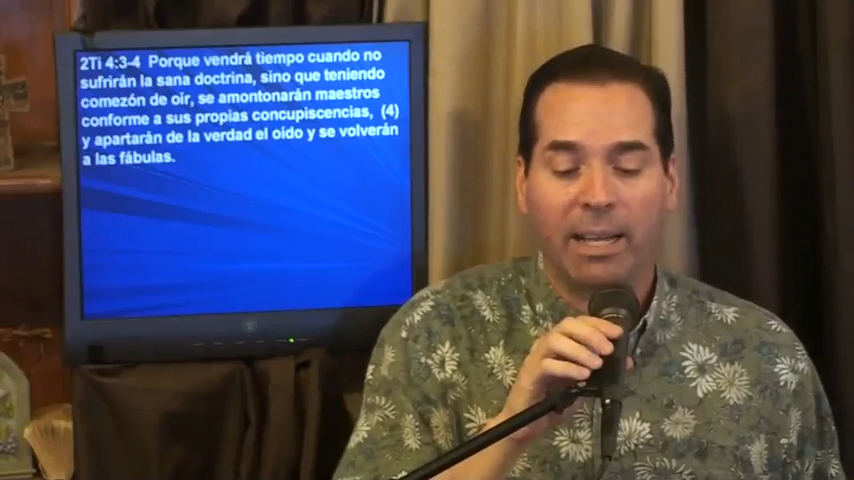 2Ti 4:3-4 Porque vendrá tiempo cuando no
sufrirán la sana doctrina, sino que teniendo
comezón de oir, se amontonarán maestros
conforme a sus propias concupiscencias, (4)
y apartarán de la verdad el oído y se volverán
a las fábulas.